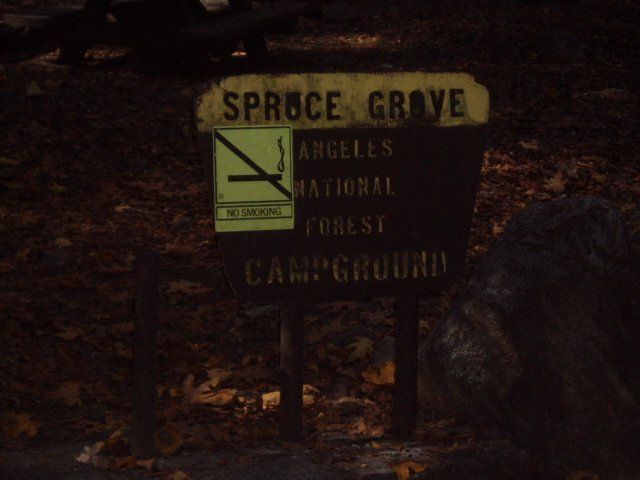 SPRUCE GROVE
ANGELES
NATIONAL
FOREST
CAMPGROUND
NO SMOKING